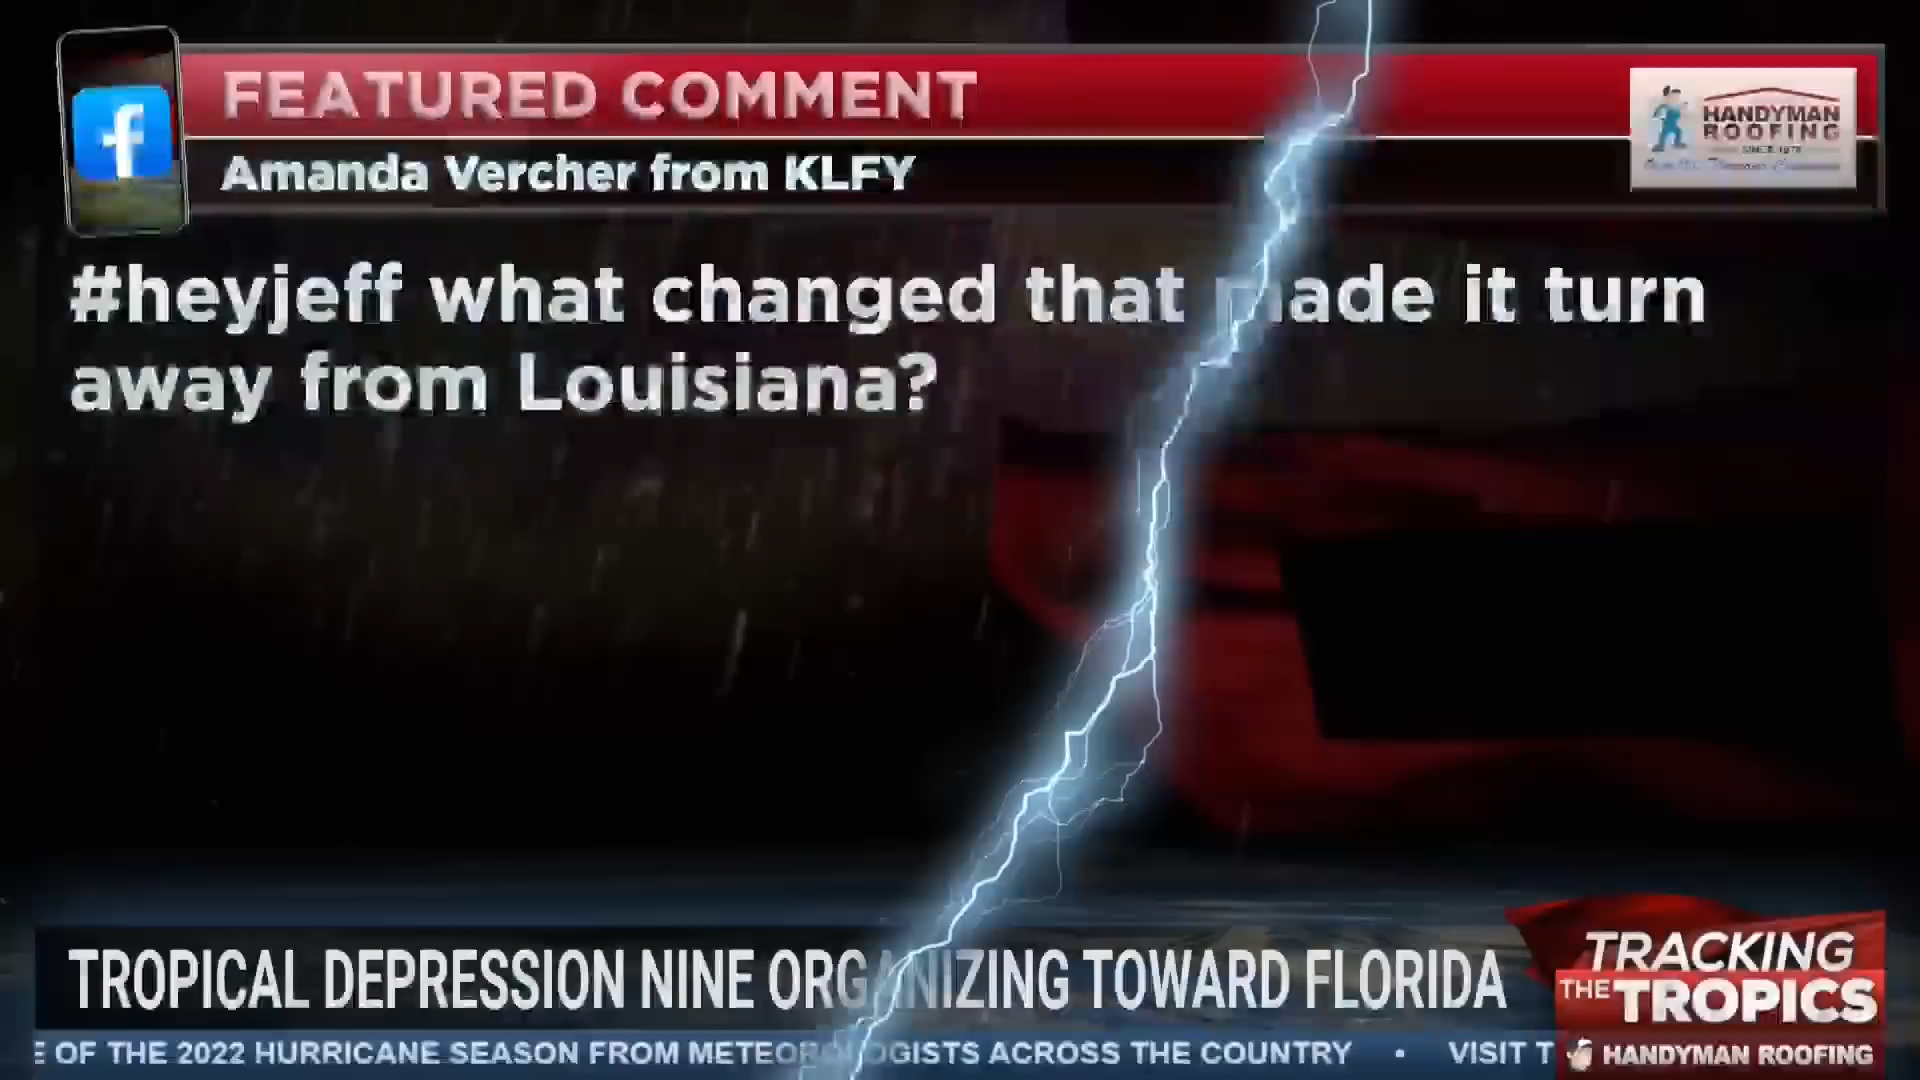 FEATURED COMMENT
HANDYMAN
ROOFING
SINCE 1979
Amanda Vercher from KLFY
#heyjeff what changed that made it turn
away from Louisiana?
TROPICAL DEPRESSION NINE ORGANIZING TOWARD FLORIDA
TRACKING
THE TROPICS
E OF THE 2022 HURRICANE SEASON FROM METEOROLOGISTS ACROSS THE COUNTRY • VISIT T
HANDYMAN ROOFING